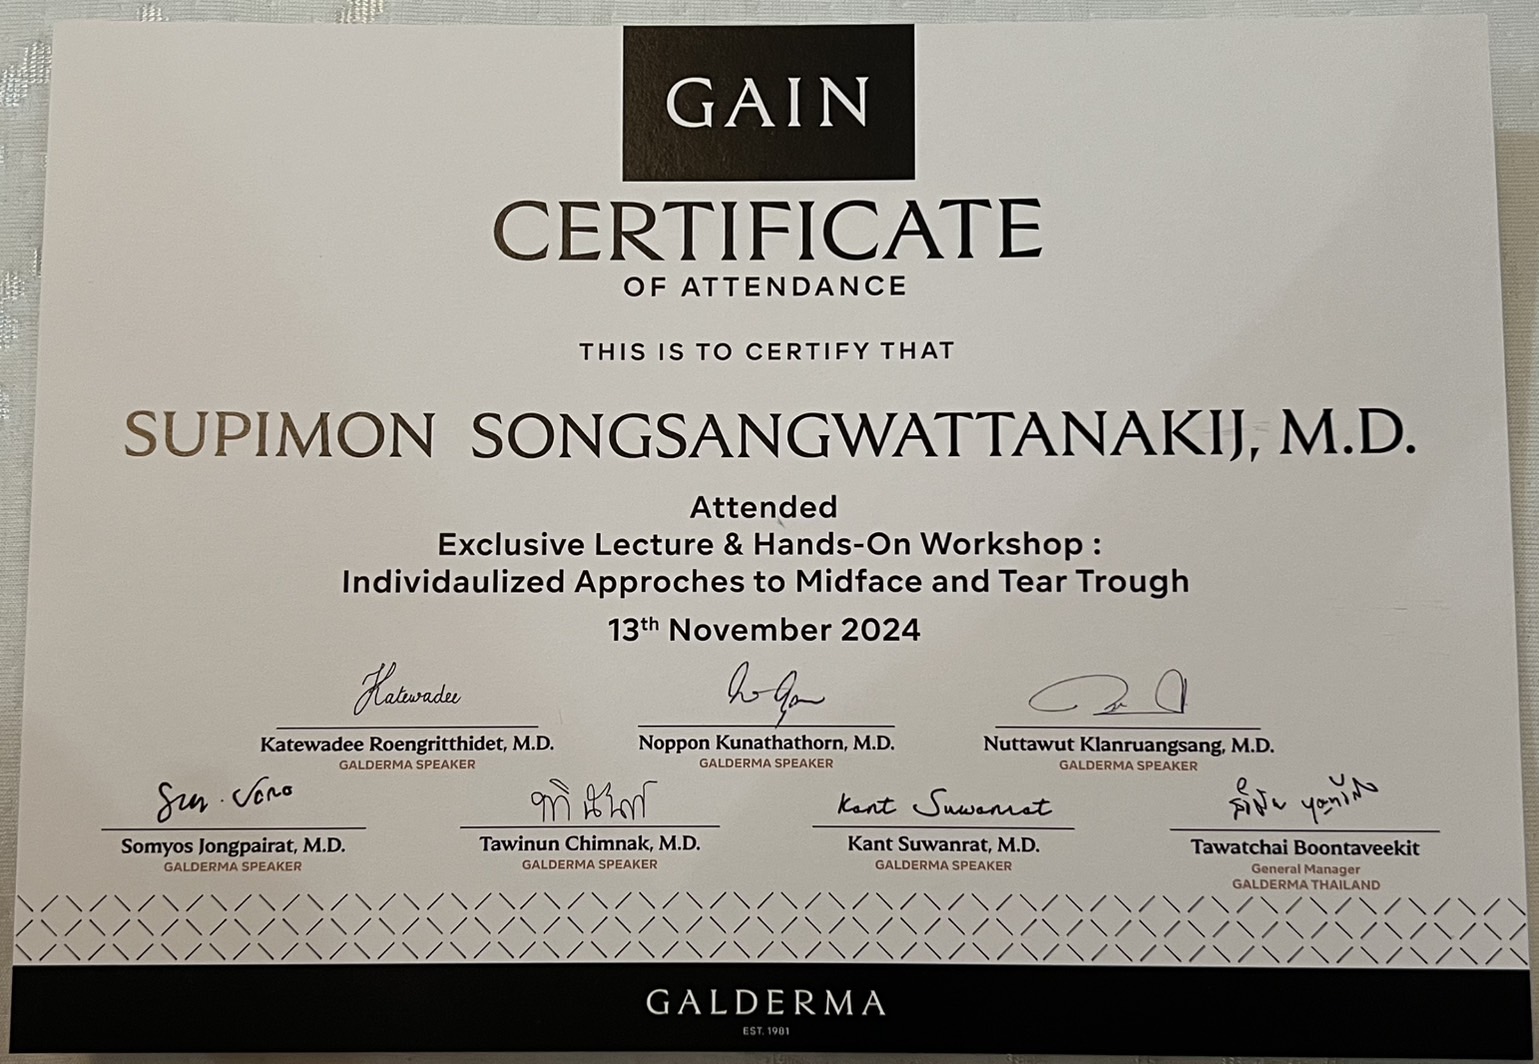 GAIN
CERTIFICATE
OF ATTENDANCE
THIS IS TO CERTIFY THAT
SUPIMON SONGSANGWATTANAKIJ, M.D.
Attended
Exclusive Lecture & Hands-On Workshop :
Individaulized Approches to Midface and Tear Trough
13th November 2024
Katewadee
Katewadee Roengritthidet, M.D.
GALDERMA SPEAKER
Noppon Kunathathorn, M.D.
GALDERMA SPEAKER
Nuttawut Klanruangsang, M.D.
GALDERMA SPEAKER
Somyos Jongpairat, M.D.
GALDERMA SPEAKER
Tawinun Chimnak, M.D.
GALDERMA SPEAKER
Kant Suwanrat
Kant Suwanrat, M.D.
GALDERMA SPEAKER
Tawatchai Boontaveekit
General Manager
GALDERMA THAILAND
GALDERMA
EST. 1981